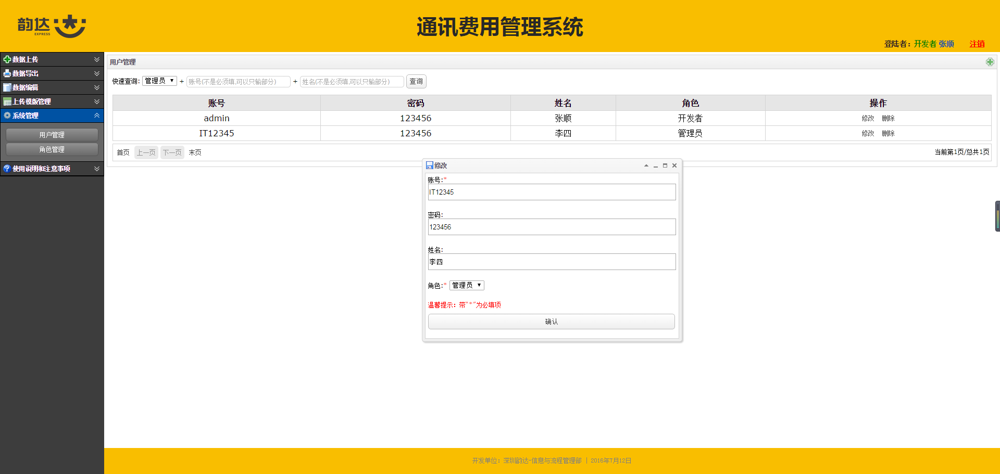 韵达
EXPRESS
通讯费用管理系统
登陆者：开发者 张顺 注销
数据上传
数据导出
数据编辑
上传模版管理
系统管理
用户管理
角色管理
使用说明和注意事项
用户管理
快速查询: 管理员 + 账号(不是必须填,可以只输部分) + 姓名(不是必须填,可以只输部分) 查询
账号 密码 姓名 角色 操作
admin 123456 张顺 开发者 修改 删除
IT12345 123456 李四 管理员 修改 删除
首页 上一页 下一页 末页 当前第1页/总共1页
修改
账号:*
IT12345
密码:
123456
姓名:
李四
角色:* 管理员
温馨提示：带“*”为必填项
确认
开发单位：深圳韵达-信息与流程管理部 | 2016年7月12日